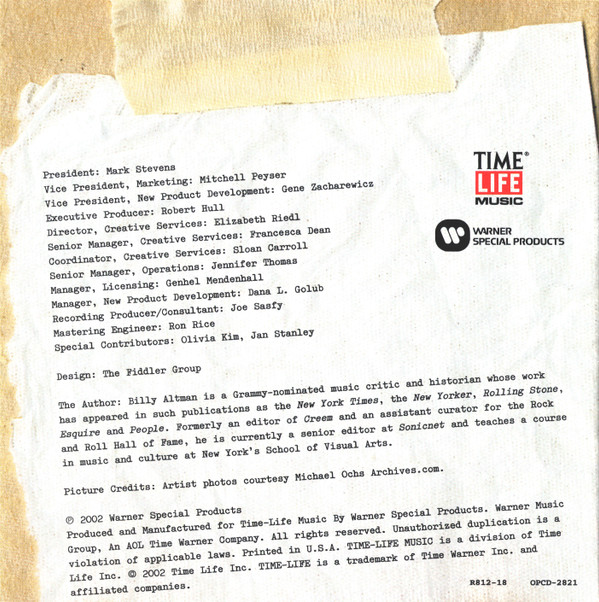 President: Mark Stevens
Vice President, Marketing: Mitchell Peyser
Vice President, New Product Development: Gene Zacharewicz
Executive Producer: Robert Hull
Director, Creative Services: Elizabeth Riedl
Senior Manager, Creative Services: Francesca Dean
Coordinator, Creative Services: Sloan Carroll
Senior Manager, Operations: Jennifer Thomas
Manager, Licensing: Genhel Mendenhall
Manager, New Product Development: Dana L. Golub
Recording Producer/Consultant: Joe Sasfy
Mastering Engineer: Ron Rice
Special Contributors: Olivia Kim, Jan Stanley
TIME®
LIFE
MUSIC
WARNER
SPECIAL PRODUCTS
Design: The Fiddler Group
The Author: Billy Altman is a Grammy-nominated music critic and historian whose work
has appeared in such publications as the New York Times, the New Yorker, Rolling Stone,
Esquire and People. Formerly an editor of Creem and an assistant curator for the Rock
and Roll Hall of Fame, he is currently a senior editor at Sonicnet and teaches a course
in music and culture at New York's School of Visual Arts.
Picture Credits: Artist photos courtesy Michael Ochs Archives.com.
℗ 2002 Warner Special Products
Produced and Manufactured for Time-Life Music By Warner Special Products. Warner Music
Group, An AOL Time Warner Company. All rights reserved. Unauthorized duplication is a
violation of applicable laws. Printed in U.S.A. TIME-LIFE MUSIC is a division of Time
Life Inc. © 2002 Time Life Inc. TIME-LIFE is a trademark of Time Warner Inc. and
affiliated companies.
R812-18 OPCD-2821